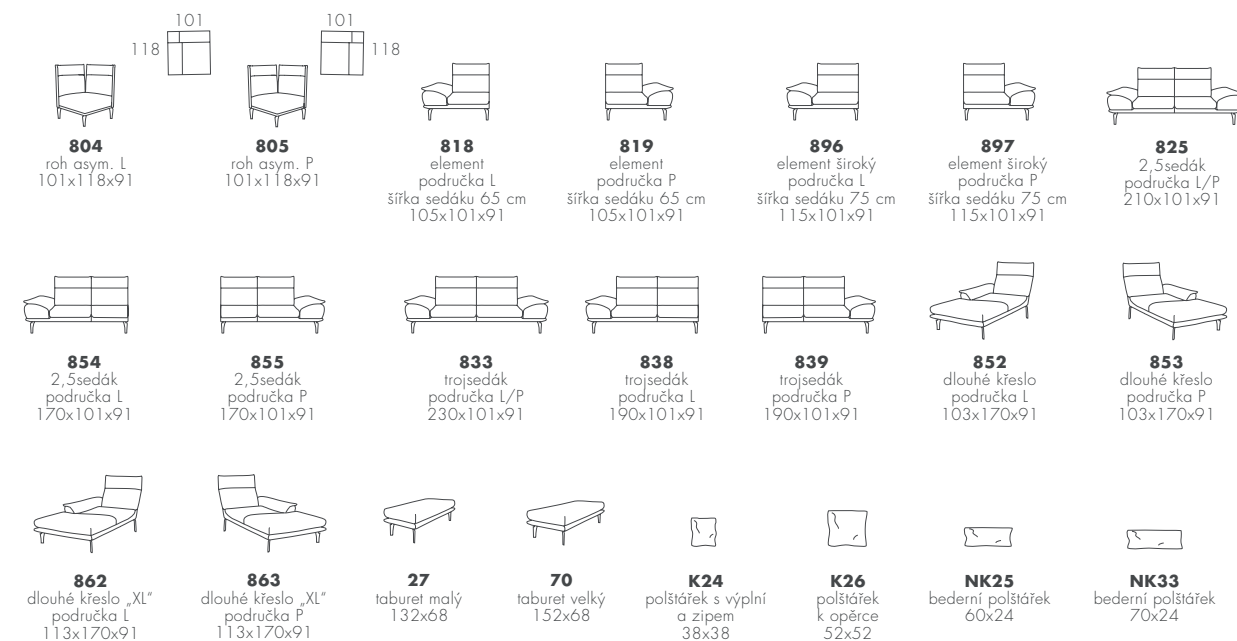 101
118
101
118
804
roh asym. L
101x118x91
805
roh asym. P
101x118x91
818
element
područka L
šířka sedáku 65 cm
105x101x91
819
element
područka P
šířka sedáku 65 cm
105x101x91
896
element široký
područka L
šířka sedáku 75 cm
115x101x91
897
element široký
područka P
šířka sedáku 75 cm
115x101x91
825
2,5sedák
područka L/P
210x101x91
854
2,5sedák
područka L
170x101x91
855
2,5sedák
područka P
170x101x91
833
trojsedák
područka L/P
230x101x91
838
trojsedák
područka L
190x101x91
839
trojsedák
područka P
190x101x91
852
dlouhé křeslo
područka L
103x170x91
853
dlouhé křeslo
područka P
103x170x91
862
dlouhé křeslo „XL“
područka L
113x170x91
863
dlouhé křeslo „XL“
područka P
113x170x91
27
taburet malý
132x68
70
taburet velký
152x68
K24
polštářek s výplní
a zipem
38x38
K26
polštářek
k opěrce
52x52
NK25
bederní polštářek
60x24
NK33
bederní polštářek
70x24